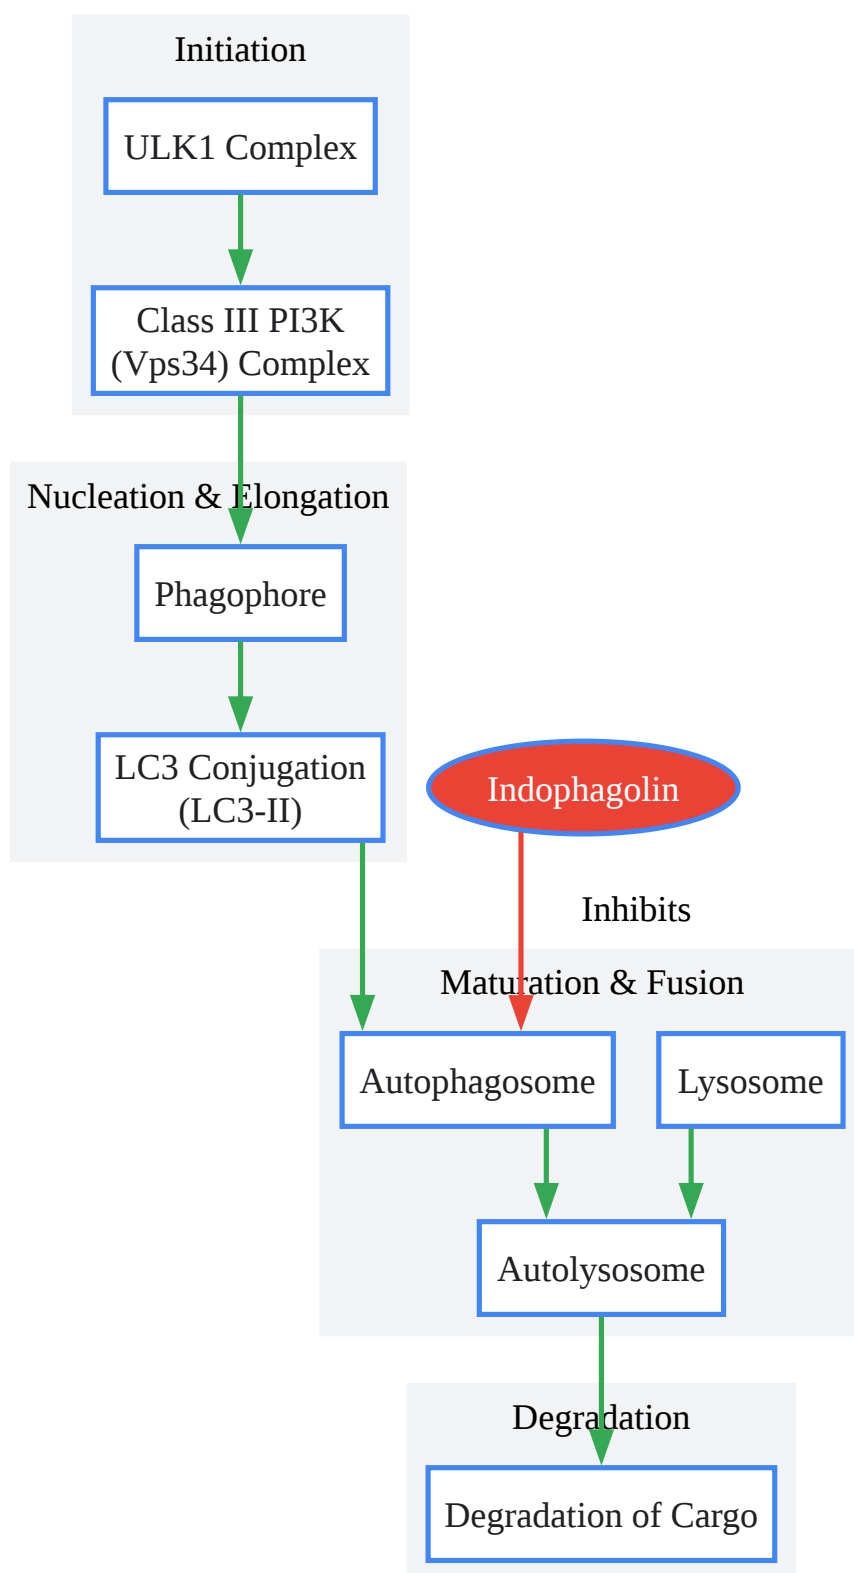 Initiation
ULK1 Complex
Class III PI3K
(Vps34) Complex
Nucleation & Elongation
Phagophore
LC3 Conjugation
(LC3-II)
Indophagolin
Inhibits
Maturation & Fusion
Autophagosome
Lysosome
Autolysosome
Degradation
Degradation of Cargo